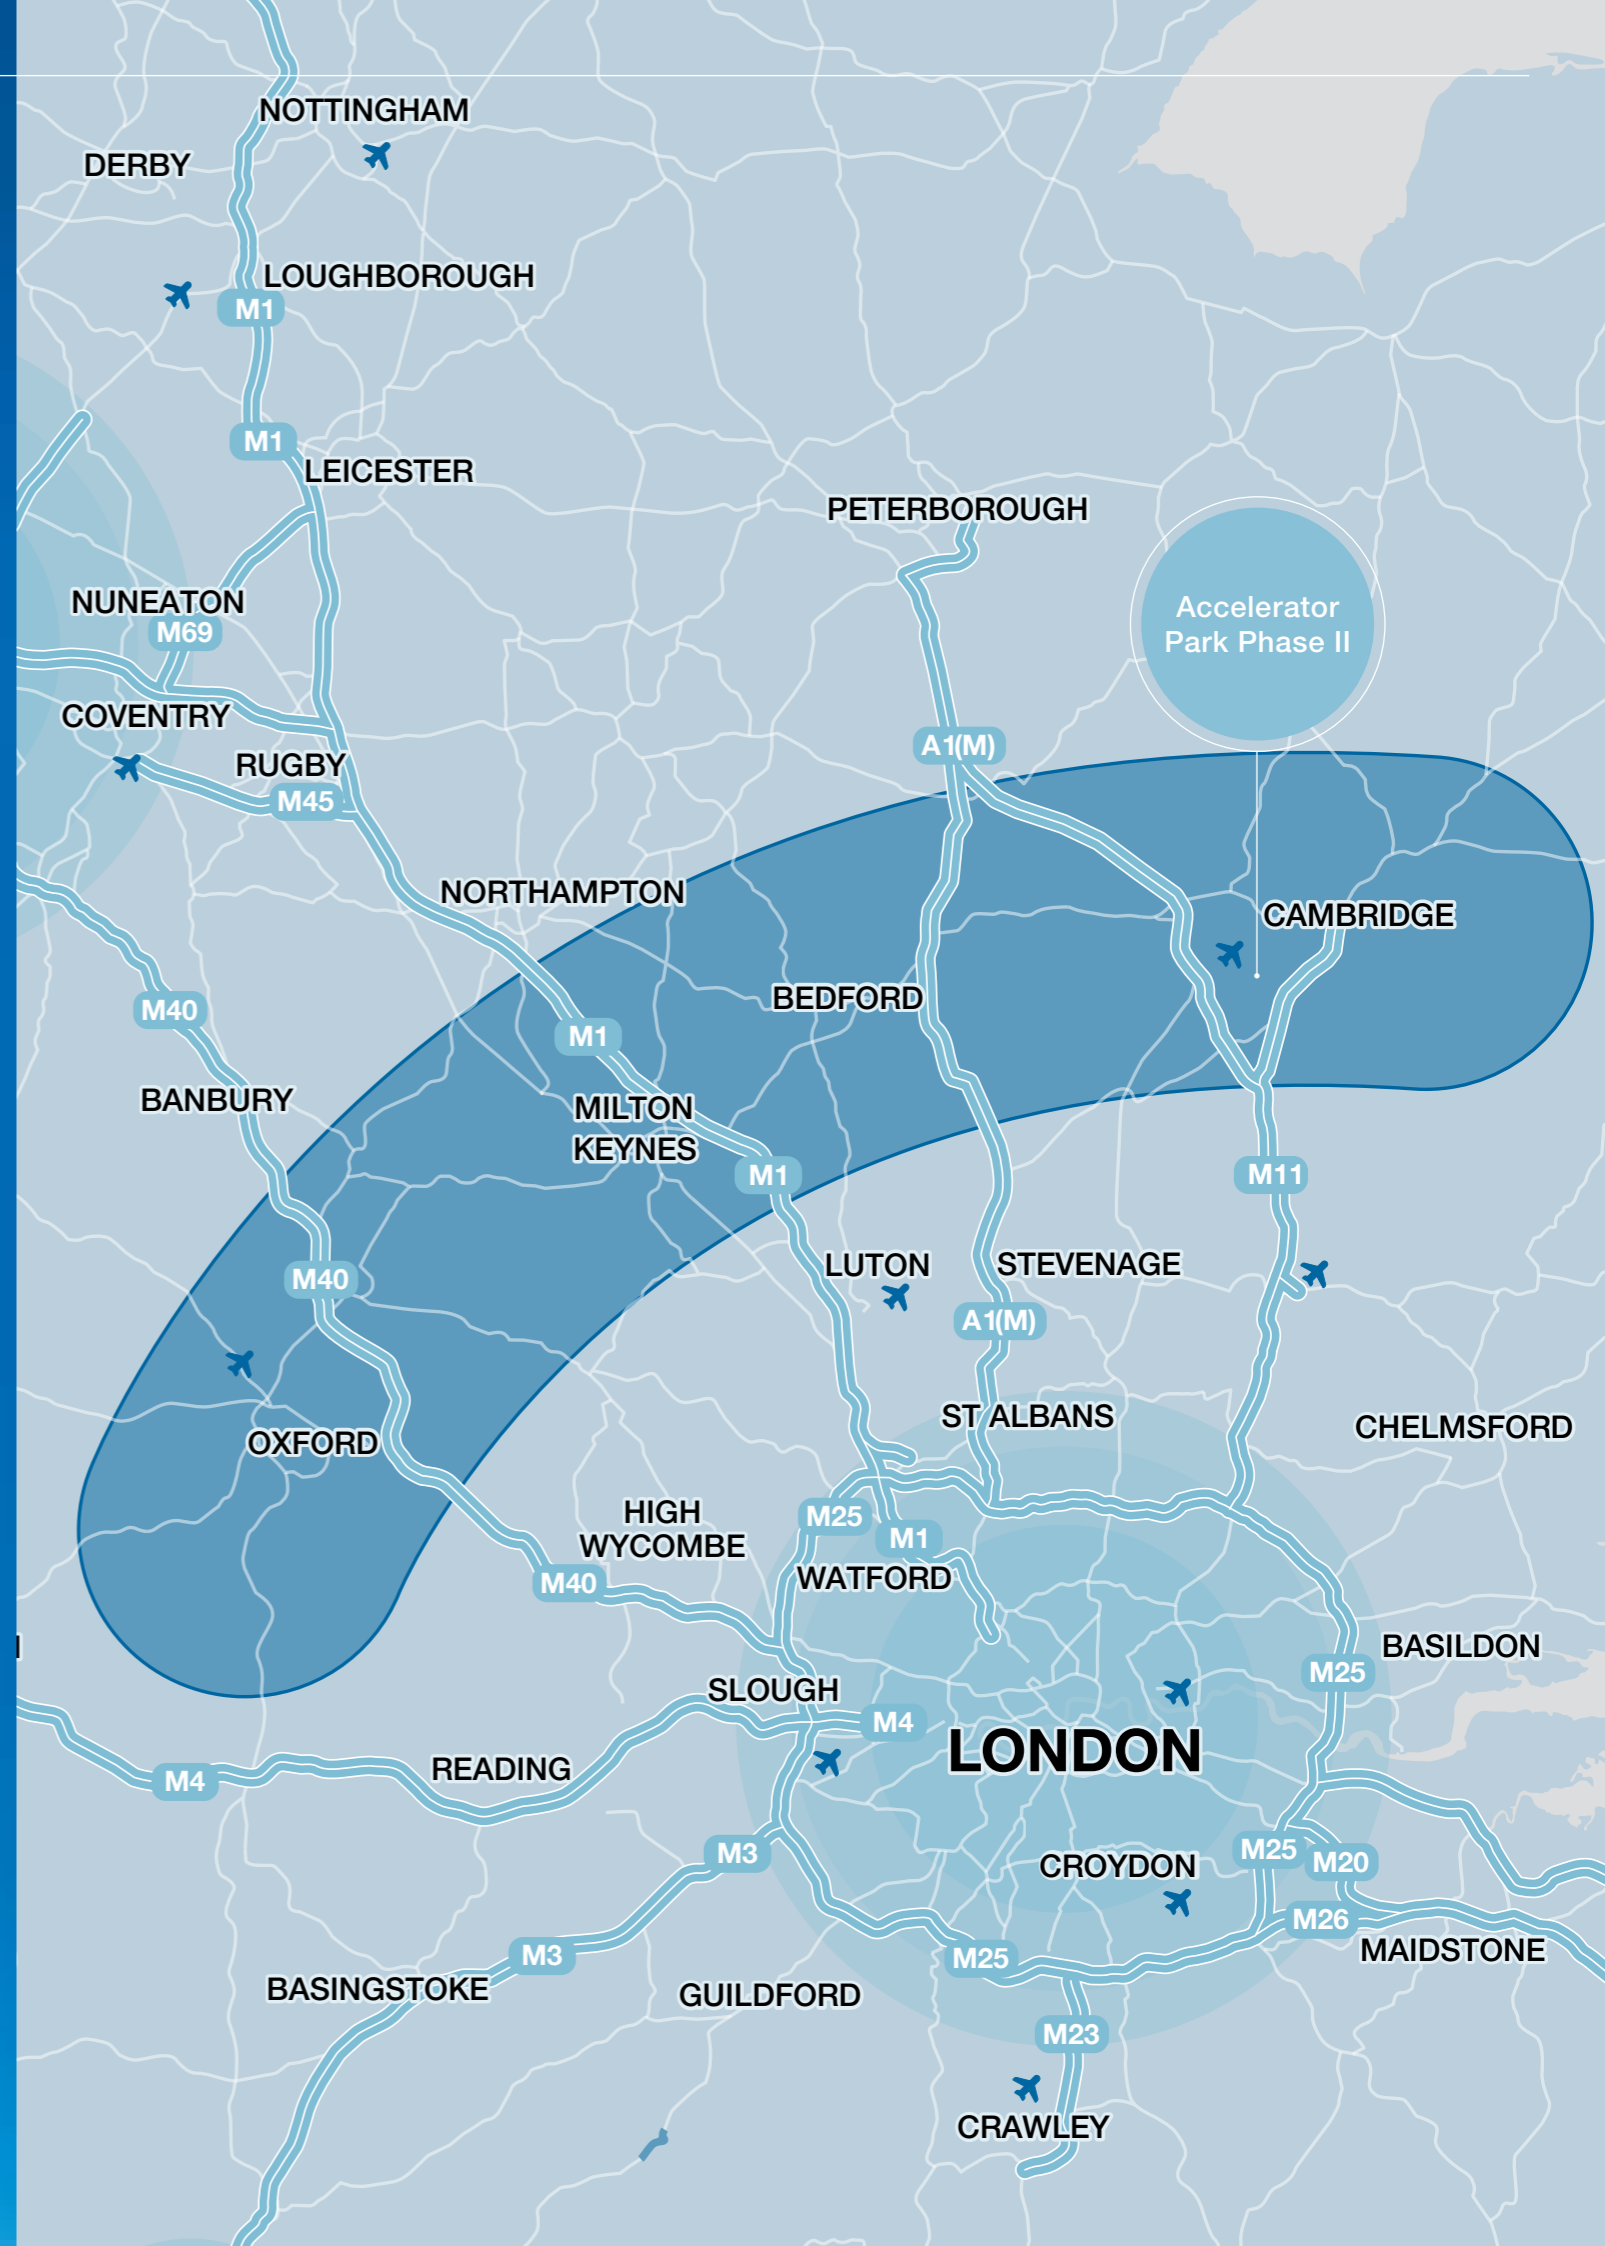 NOTTINGHAM
DERBY
LOUGHBOROUGH
M1
M1
LEICESTER
PETERBOROUGH
NUNEATON
M69
Accelerator
Park Phase II
COVENTRY
A1(M)
RUGBY
M45
NORTHAMPTON
CAMBRIDGE
BEDFORD
M40
M1
BANBURY
MILTON
KEYNES
M1
M11
LUTON
STEVENAGE
M40
A1(M)
ST ALBANS
CHELMSFORD
OXFORD
HIGH
WYCOMBE
M25
M1
WATFORD
M40
BASILDON
M25
SLOUGH
M4
LONDON
READING
M4
M3
M25
M20
CROYDON
M26
M3
M25
MAIDSTONE
BASINGSTOKE
GUILDFORD
M23
CRAWLEY